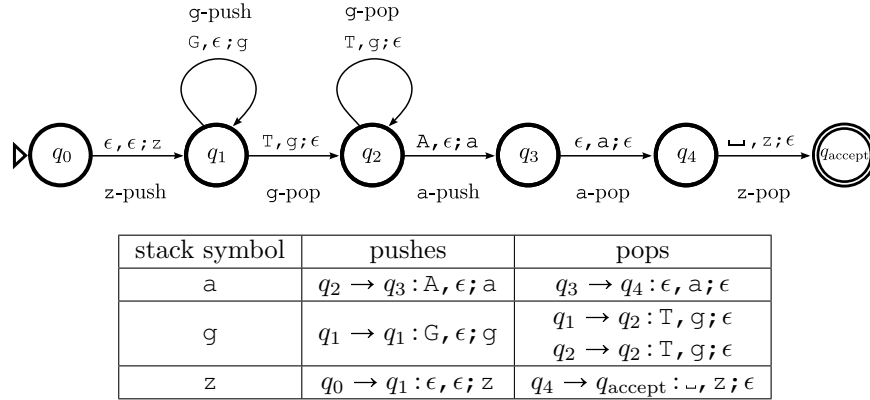 g-push g-pop
G,ϵ;g T,g;ϵ
q0 ϵ,ϵ;z q1 T,g;ϵ q2 A,ϵ;a q3 ϵ,a;ϵ q4 ␣,z;ϵ qaccept
z-push g-pop a-push a-pop z-pop
stack symbol pushes pops
a q2 → q3 : A,ϵ;a q3 → q4 : ϵ,a;ϵ
g q1 → q1 : G,ϵ;g q1 → q2 : T,g;ϵ
q2 → q2 : T,g;ϵ
z q0 → q1 : ϵ,ϵ;z q4 → qaccept : ␣,z;ϵ